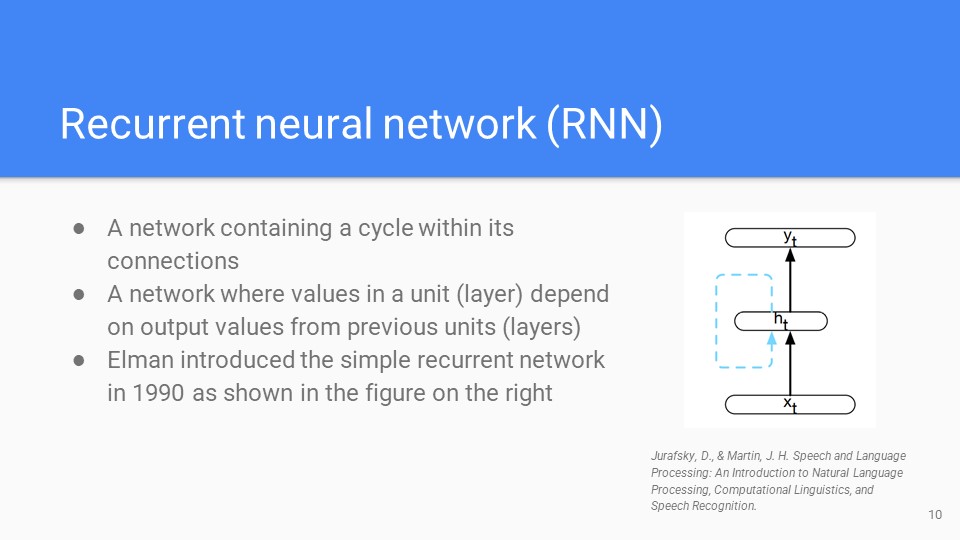 Recurrent neural network (RNN)
● A network containing a cycle within its
connections
● A network where values in a unit (layer) depend
on output values from previous units (layers)
● Elman introduced the simple recurrent network
in 1990 as shown in the figure on the right
yt
ht
xt
Jurafsky, D., & Martin, J. H. Speech and Language
Processing: An Introduction to Natural Language
Processing, Computational Linguistics, and
Speech Recognition.
10